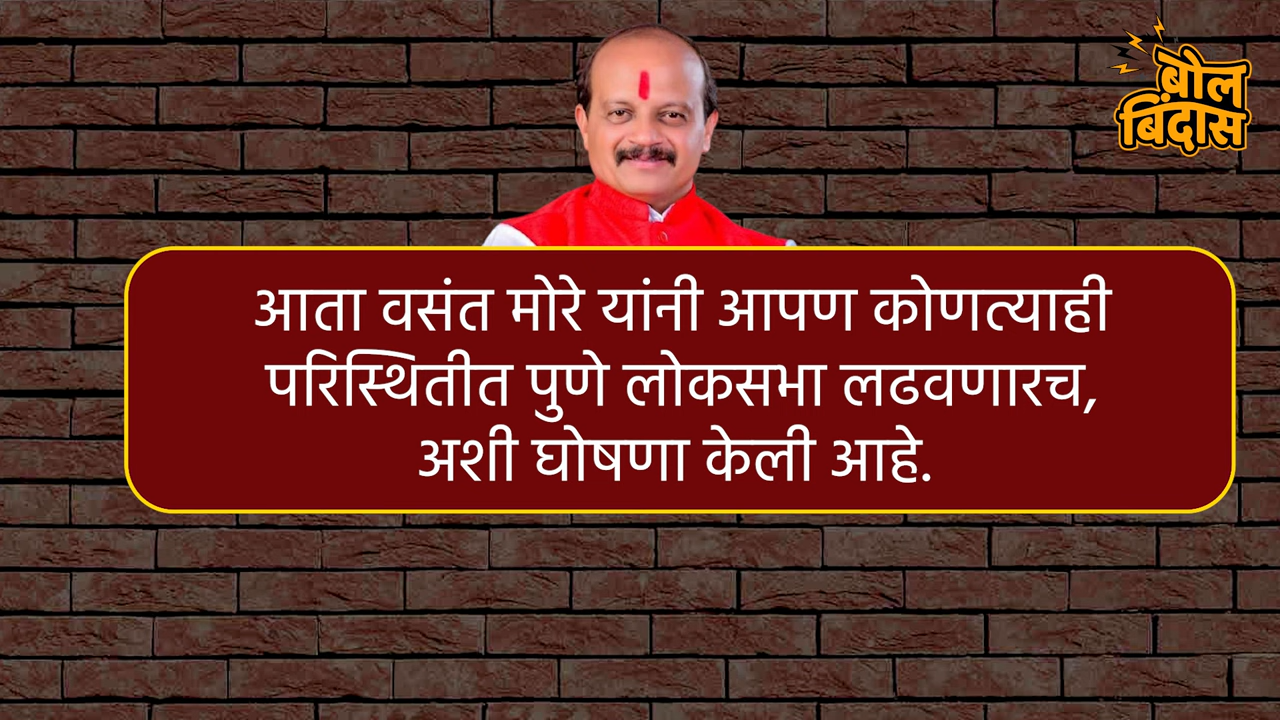 बोल
बिंदास
आता वसंत मोरे यांनी आपण कोणत्याही
परिस्थितीत पुणे लोकसभा लढवणारच,
अशी घोषणा केली आहे.